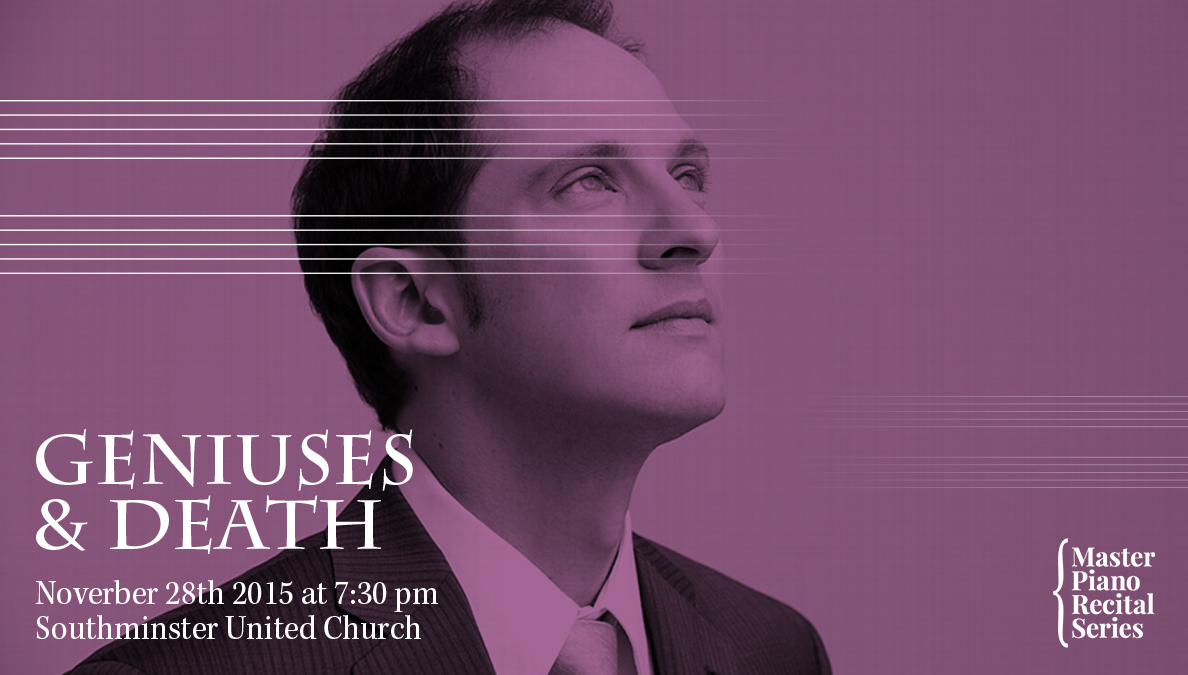 GENIUSES
& DEATH
Noverber 28th 2015 at 7:30 pm
Southminster United Church
Master
Piano
Recital
Series